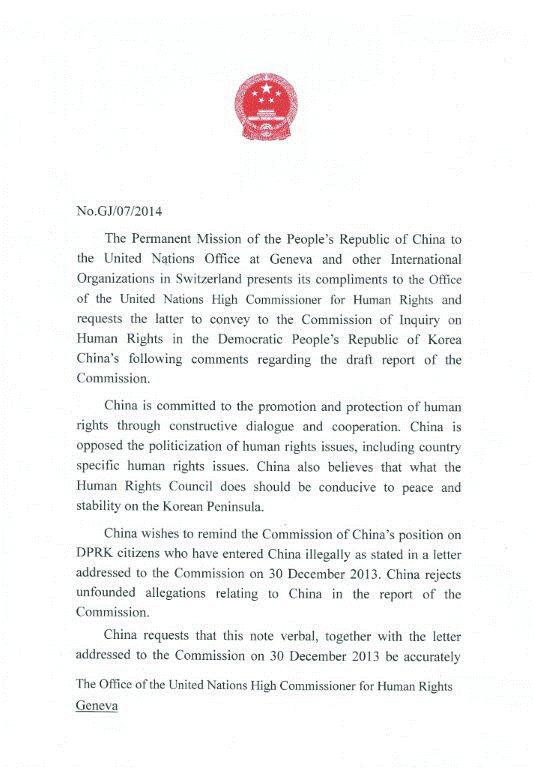 No.GJ/07/2014
The Permanent Mission of the People's Republic of China to
the United Nations Office at Geneva and other International
Organizations in Switzerland presents its compliments to the Office
of the United Nations High Commissioner for Human Rights and
requests the latter to convey to the Commission of Inquiry on
Human Rights in the Democratic People's Republic of Korea
China's following comments regarding the draft report of the
Commission.
China is committed to the promotion and protection of human
rights through constructive dialogue and cooperation. China is
opposed the politicization of human rights issues, including country
specific human rights issues. China also believes that what the
Human Rights Council does should be conducive to peace and
stability on the Korean Peninsula.
China wishes to remind the Commission of China's position on
DPRK citizens who have entered China illegally as stated in a letter
addressed to the Commission on 30 December 2013. China rejects
unfounded allegations relating to China in the report of the
Commission.
China requests that this note verbal, together with the letter
addressed to the Commission on 30 December 2013 be accurately
The Office of the United Nations High Commissioner for Human Rights
Geneva